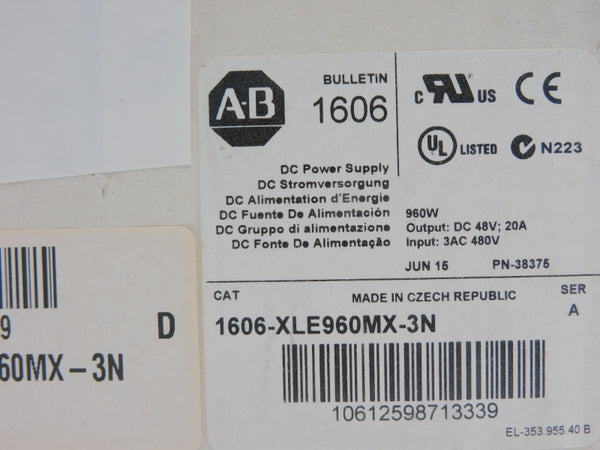 A-B
BULLETIN
1606
c RU US CE
UL LISTED N223
DC Power Supply
DC Stromversorgung
DC Alimentation d'Energie
DC Fuente De Alimentación
DC Gruppo di alimentazione
DC Fonte De Alimentação
960W
Output: DC 48V; 20A
Input: 3AC 480V
JUN 15 PN-38375
CAT MADE IN CZECH REPUBLIC SER
A
1606-XLE960MX-3N
10612598713339
EL-353.955.40 B
9 D
60MX-3N